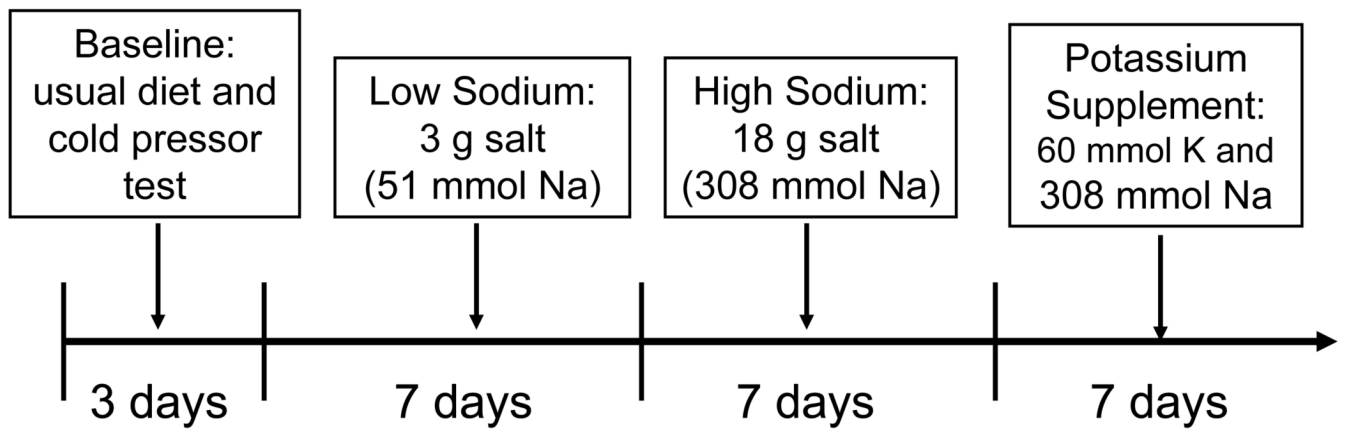 Baseline:
usual diet and
cold pressor
test
Low Sodium:
3 g salt
(51 mmol Na)
High Sodium:
18 g salt
(308 mmol Na)
Potassium
Supplement:
60 mmol K and
308 mmol Na
3 days
7 days
7 days
7 days